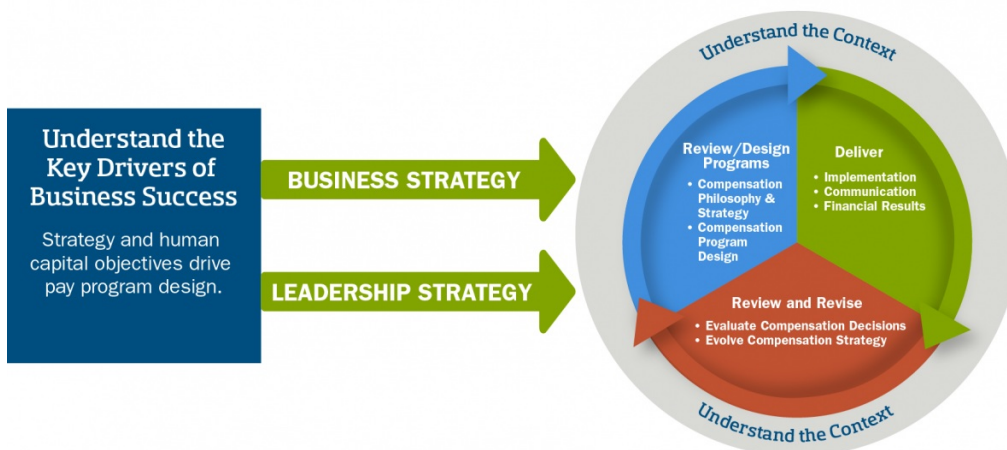 Understand the
Key Drivers of
Business Success
Strategy and human
capital objectives drive
pay program design.
BUSINESS STRATEGY
LEADERSHIP STRATEGY
Understand the Context
Review/Design
Programs
• Compensation
Philosophy &
Strategy
• Compensation
Program
Design
Deliver
• Implementation
• Communication
• Financial Results
Review and Revise
• Evaluate Compensation Decisions
• Evolve Compensation Strategy
Understand the Context